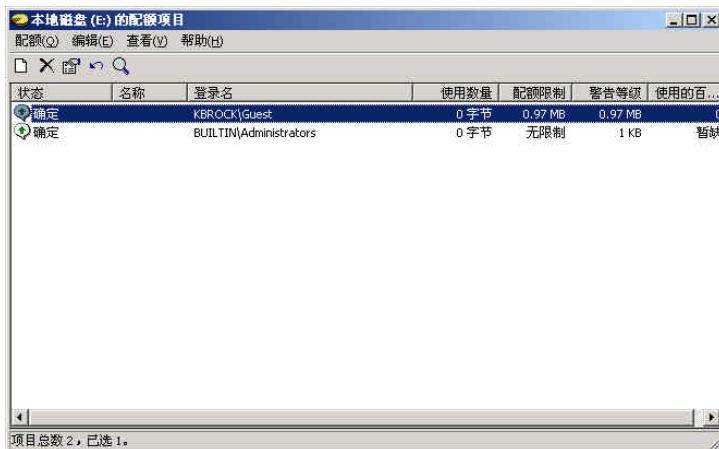 本地磁盘 (E:) 的配额项目
配额(Q) 编辑(E) 查看(V) 帮助(H)
状态 名称 登录名 使用数量 配额限制 警告等级 使用的百...
确定 KBROCK\Guest 0 字节 0.97 MB 0.97 MB 0
确定 BUILTIN\Administrators 0 字节 无限制 1 KB 暂缺
项目总数 2，已选 1。